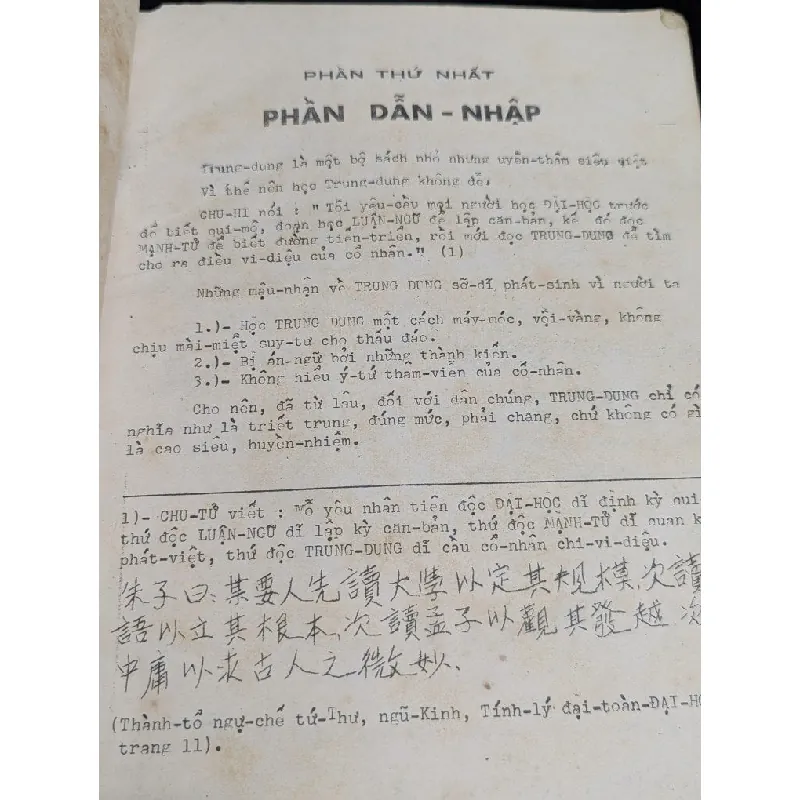 PHẦN THỨ NHẤT
PHẦN DẪN - NHẬP
Trung-dung là một bộ sách nhỏ nhưng uyên-thâm siêu việt
Vì thế nên học Trung-dung không dễ.
CHU-HI nói : " Tôi yêu-cầu mọi người học ĐẠI-HỌC trước
để biết qui-mô, đoạn học LUẬN-NGỮ để lập căn-bản, kế đó đọc
MẠNH-TỬ để biết đường tiến-triển, rồi mới đọc TRUNG-DUNG để tìm
cho ra điều vi-diệu của cổ nhân." (1)
Những mậu-nhận về TRUNG DUNG sỡ-dĩ phát-sinh vì người ta
1.)- Học TRUNG DUNG một cách máy-móc, vội-vàng, không
chịu mài-miệt suy-tư cho thấu đáo.
2.)- Bị án-ngữ bởi những thành kiến.
3.)- Không hiểu ý-tứ thâm-viễn của cổ-nhân.
Cho nên, đã từ lâu, đối với dân chúng, TRUNG-DUNG chỉ có
nghĩa như là triết trung, đúng mức, phải chăng, chứ không có gì
là cao siêu, huyền-nhiệm.
1)- CHU-TỬ viết : Mỗ yêu nhân tiên độc ĐẠI-HỌC dĩ định kỳ qui-
thứ độc LUẬN-NGỮ dĩ lập kỳ căn-bản, thứ độc MẠNH-TỬ dĩ quan k
phát-việt, thứ độc TRUNG-DUNG dĩ cầu cổ-nhân chi-vi-diệu.
朱子曰:某要人先讀大學以定其規模,次讀
語以立其根本,次讀孟子以觀其發越次
中庸以求古人之微妙.
(Thành-tổ ngự-chế tứ-Thư, ngũ-Kinh, Tính-lý đại-toàn-ĐẠI-HỌ
trang 11).